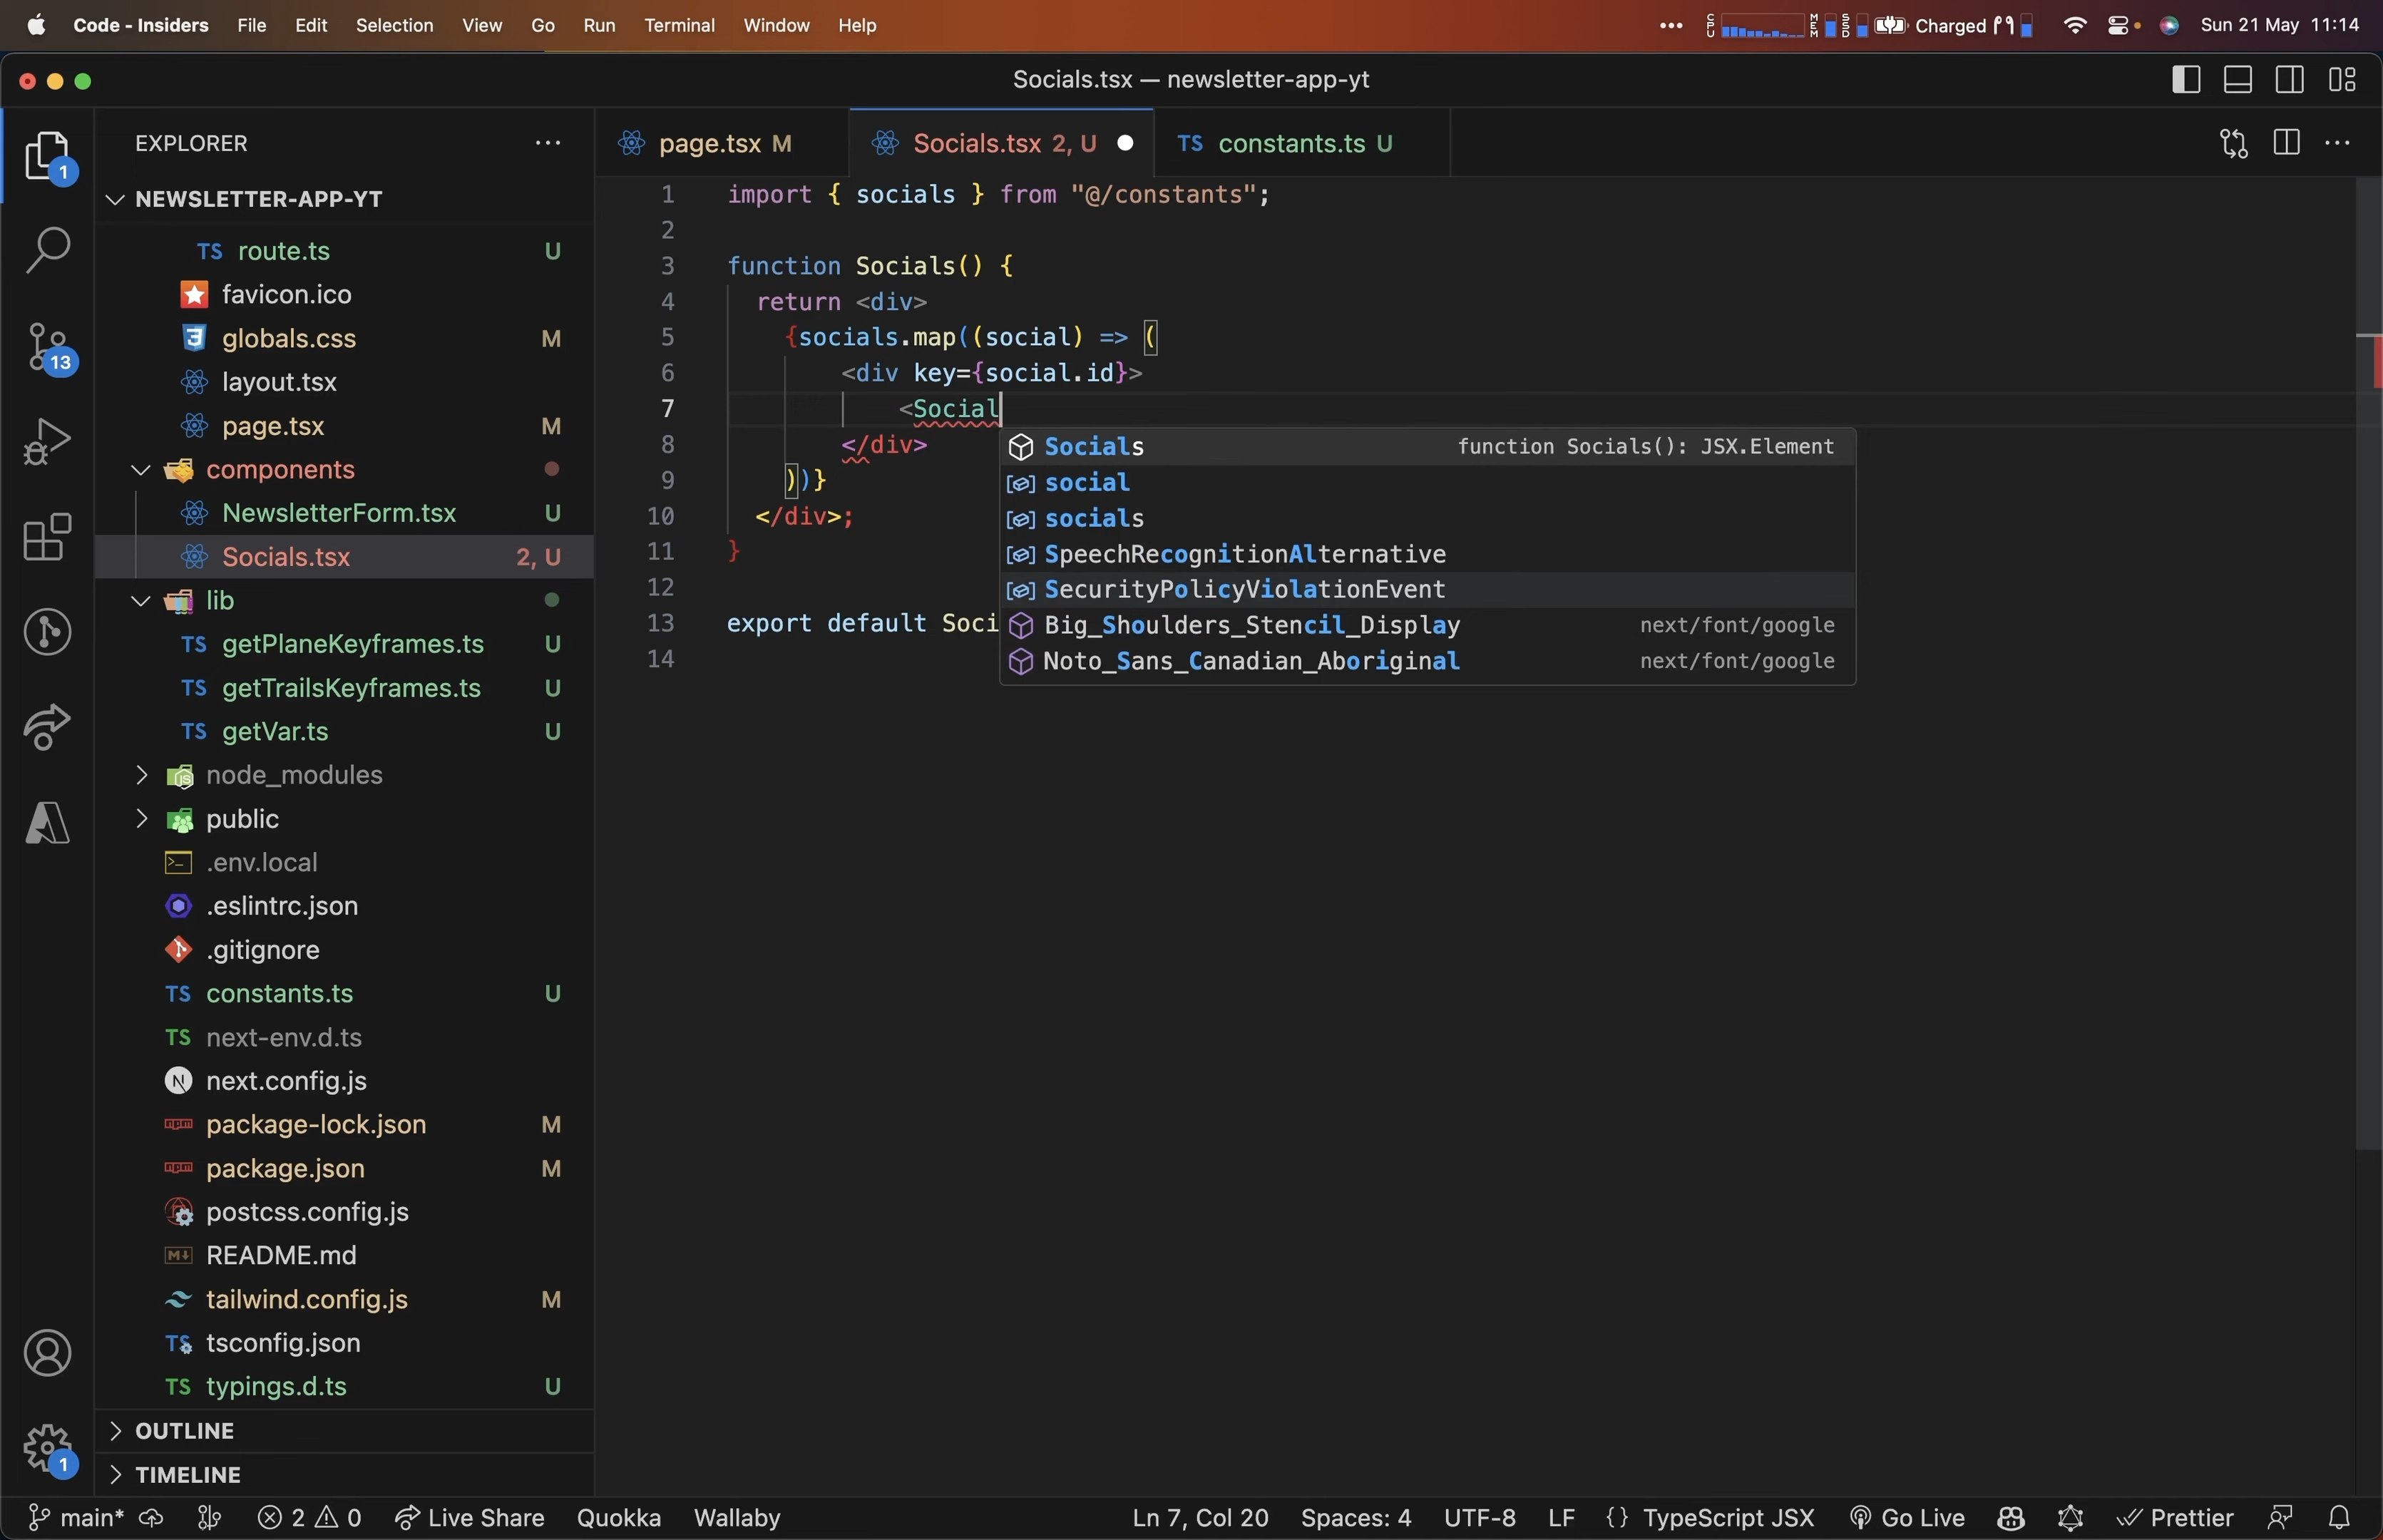 Code - Insiders File Edit Selection View Go Run Terminal Window Help
CPU MEM SSD Charged Sun 21 May 11:14
Socials.tsx — newsletter-app-yt
EXPLORER
page.tsx M
Socials.tsx 2, U
TS constants.ts U
1
NEWSLETTER-APP-YT
TS route.ts U
favicon.ico
globals.css M
layout.tsx
page.tsx M
components
NewsletterForm.tsx U
Socials.tsx 2, U
lib
TS getPlaneKeyframes.ts U
TS getTrailsKeyframes.ts U
TS getVar.ts U
node_modules
public
.env.local
.eslintrc.json
.gitignore
TS constants.ts U
TS next-env.d.ts
N next.config.js
package-lock.json M
package.json M
postcss.config.js
README.md
tailwind.config.js M
tsconfig.json
TS typings.d.ts U
OUTLINE
TIMELINE
13
1
1 import { socials } from "@/constants";
2
3 function Socials() {
4 return <div>
5 {socials.map((social) => (
6 <div key={social.id}>
7 <Social
8 </div>
9 ))}
10 </div>;
11 }
12
13 export default Soci
14
Socials function Socials(): JSX.Element
social
socials
SpeechRecognitionAlternative
SecurityPolicyViolationEvent
Big_Shoulders_Stencil_Display next/font/google
Noto_Sans_Canadian_Aboriginal next/font/google
main* 2 0 Live Share Quokka Wallaby Ln 7, Col 20 Spaces: 4 UTF-8 LF {} TypeScript JSX Go Live Prettier